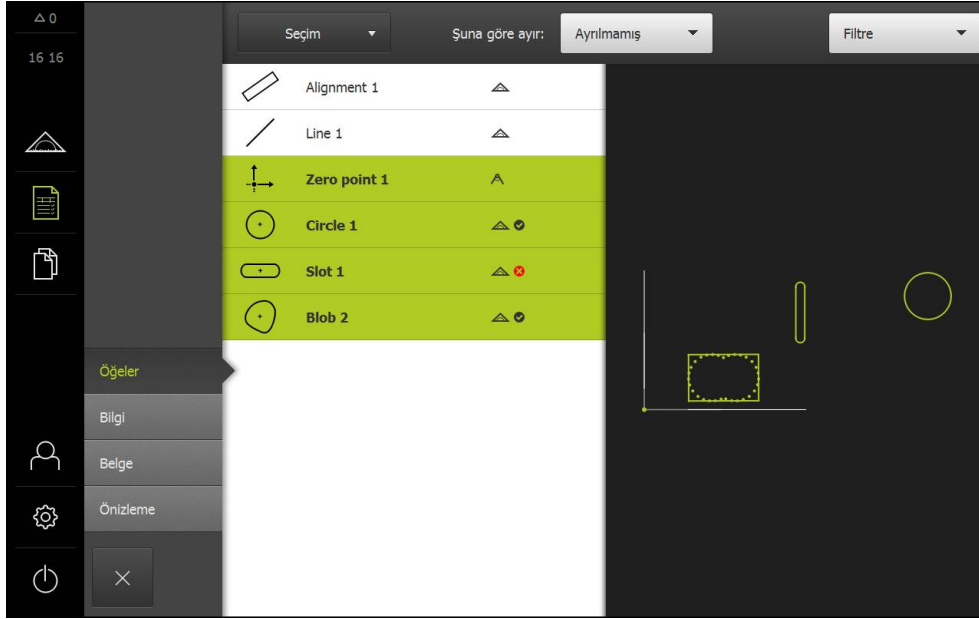 0
16 16
Seçim
Şuna göre ayır:
Ayrılmamış
Filtre
Alignment 1
Line 1
Zero point 1
Circle 1
Slot 1
Blob 2
Öğeler
Bilgi
Belge
Önizleme